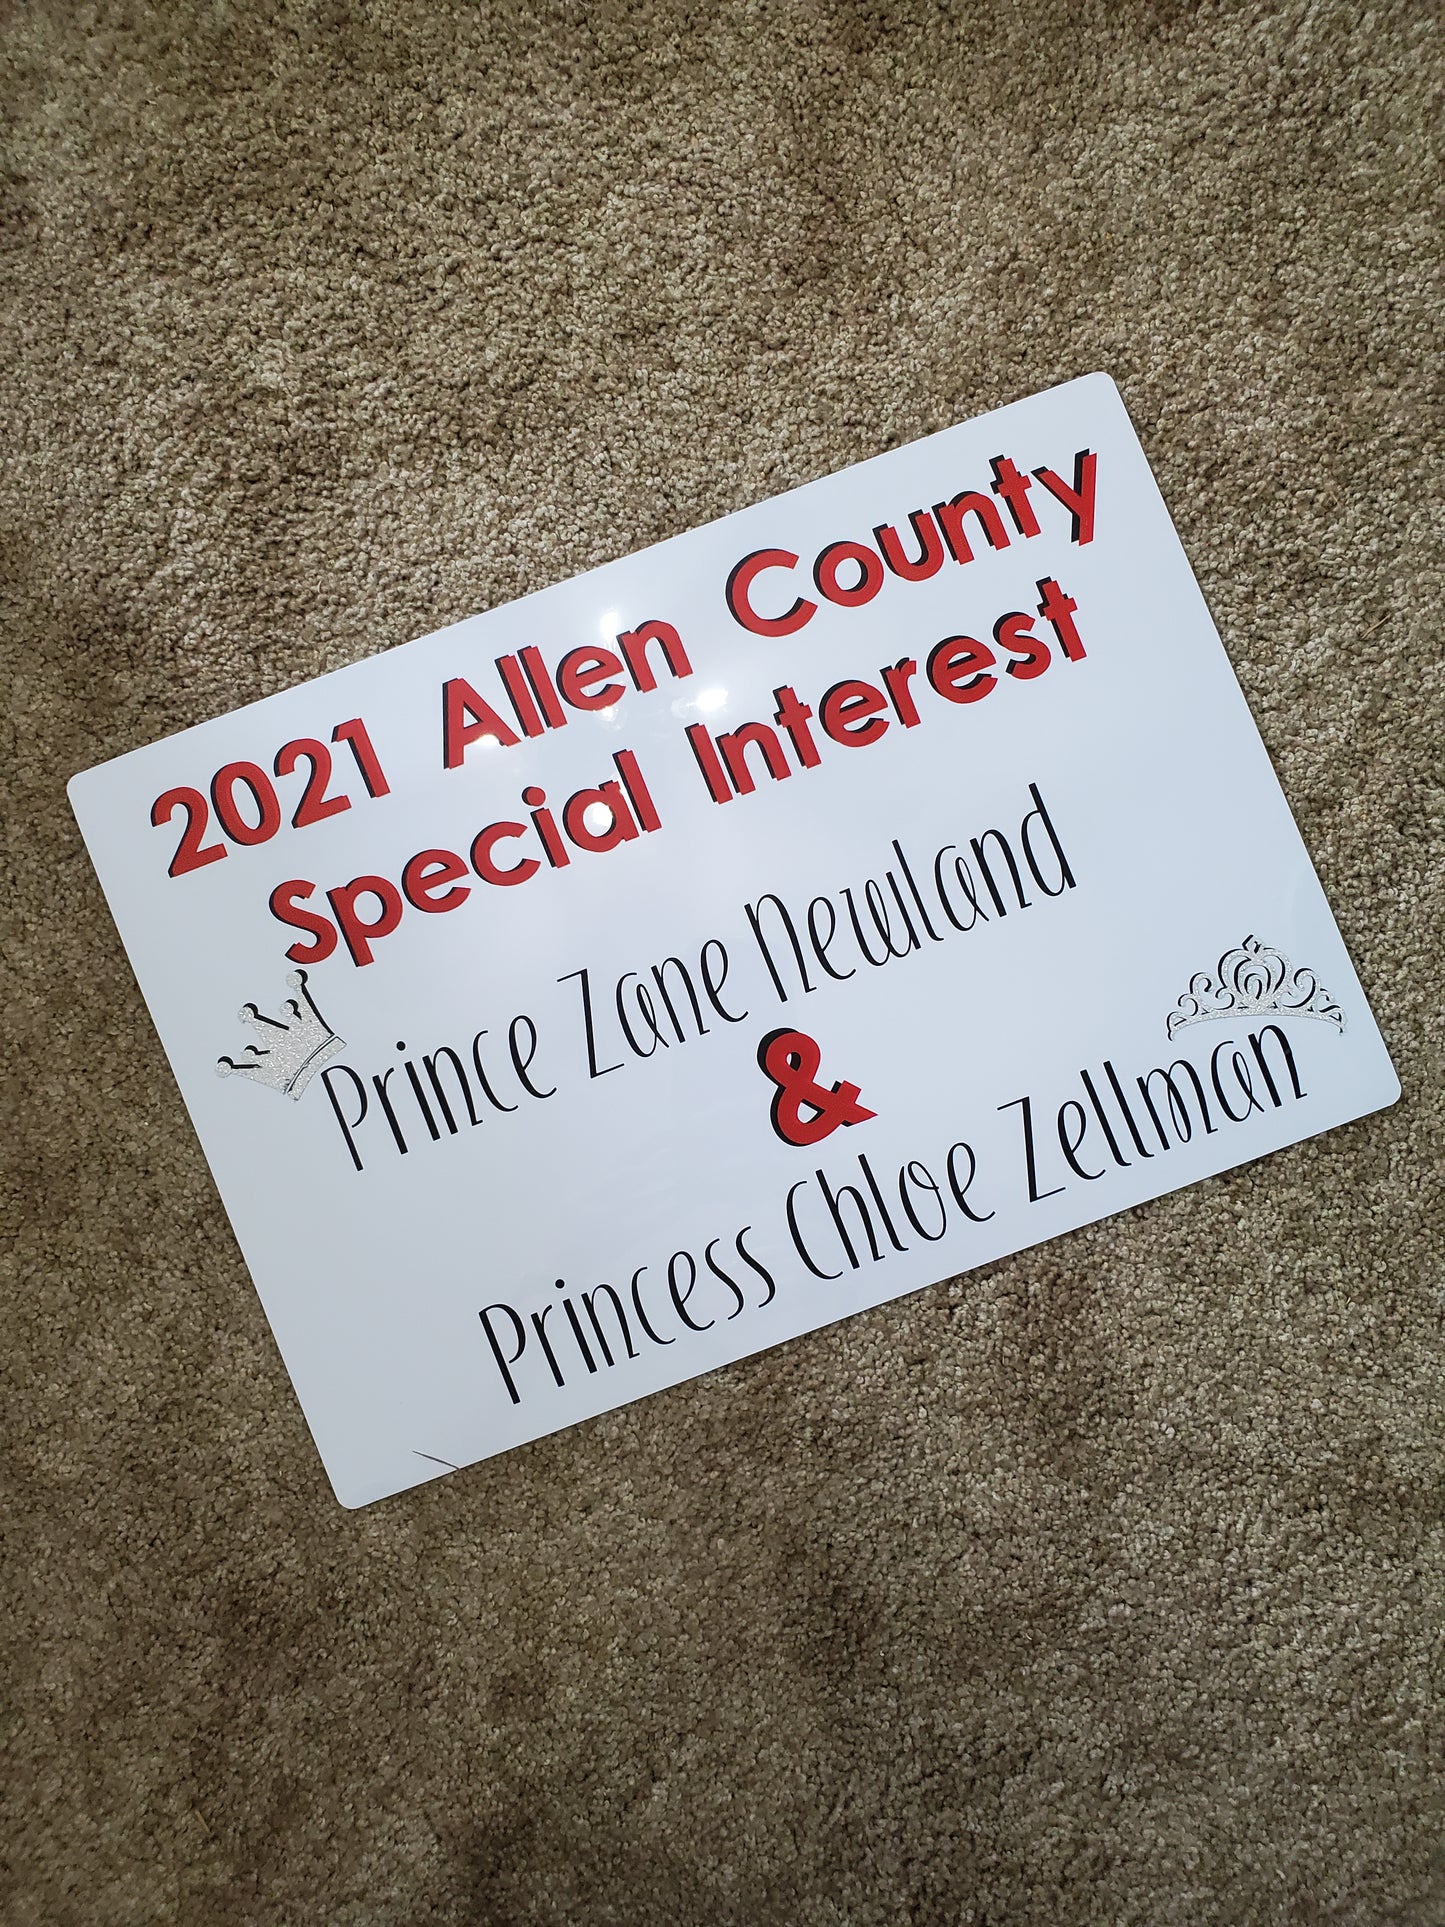 2021 Allen County
Special Interest
Prince Zane Newland
&
Princess Chloe Zellman